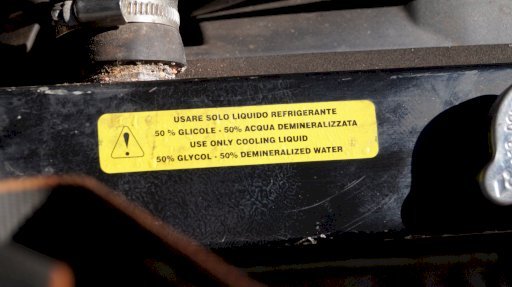 USARE SOLO LIQUIDO REFRIGERANTE
50 % GLICOLE - 50% ACQUA DEMINERALIZZATA
USE ONLY COOLING LIQUID
50% GLYCOL - 50% DEMINERALIZED WATER